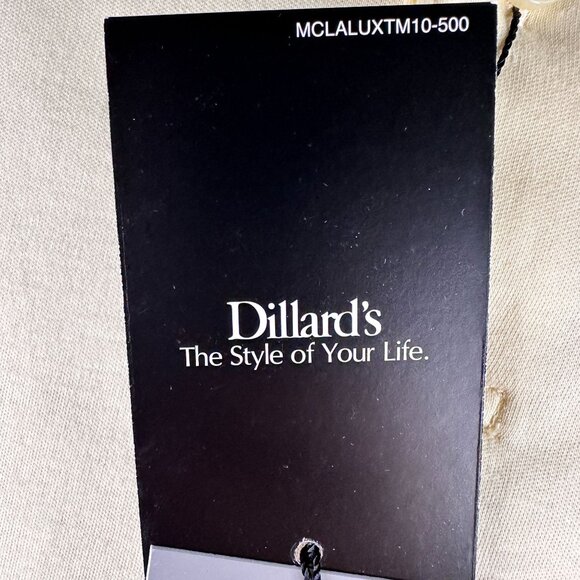 MCLALUXTM10-500
Dillard's
The Style of Your Life.